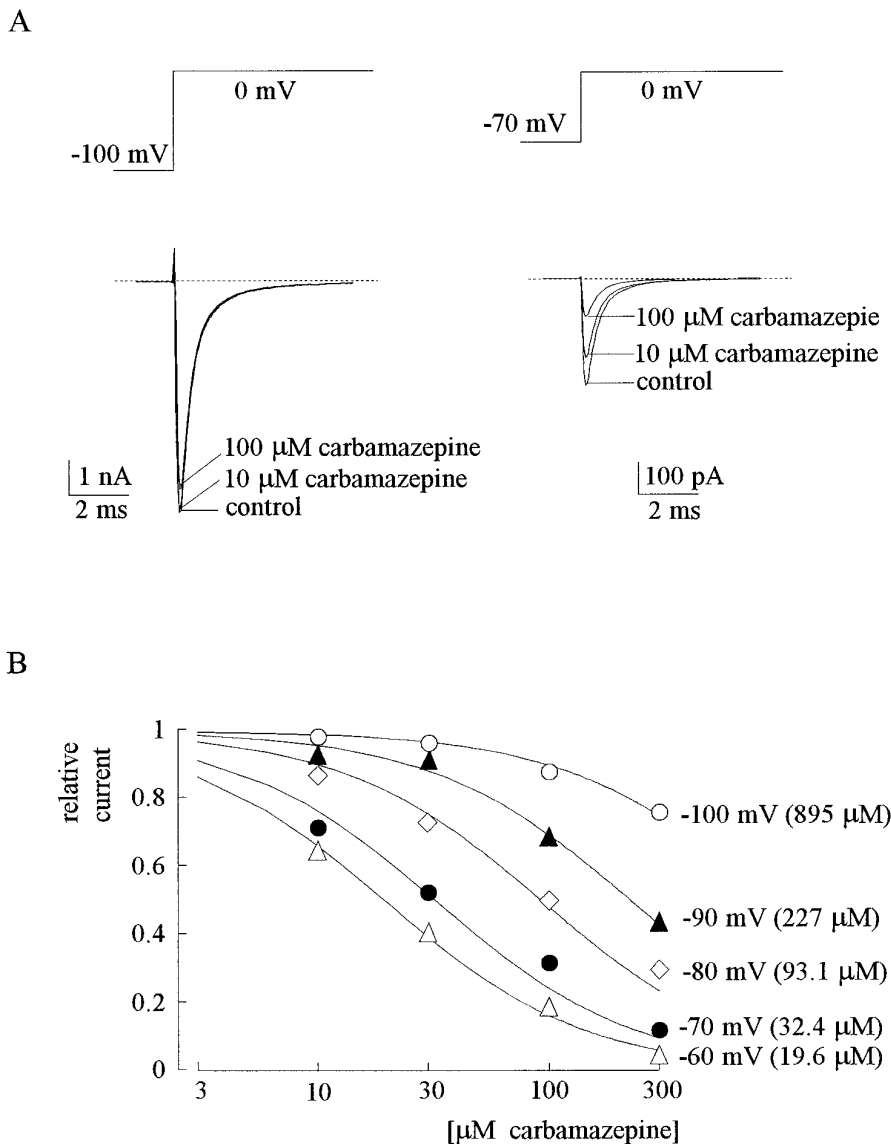 A
0 mV
-100 mV
0 mV
-70 mV
100 μM carbamazepine
10 μM carbamazepine
control
1 nA
2 ms
100 μM carbamazepie
10 μM carbamazepine
control
100 pA
2 ms
B
relative
current
1
0.8
0.6
0.4
0.2
0
3
10
30
100
300
[μM carbamazepine]
-100 mV (895 μM)
-90 mV (227 μM)
-80 mV (93.1 μM)
-70 mV (32.4 μM)
-60 mV (19.6 μM)